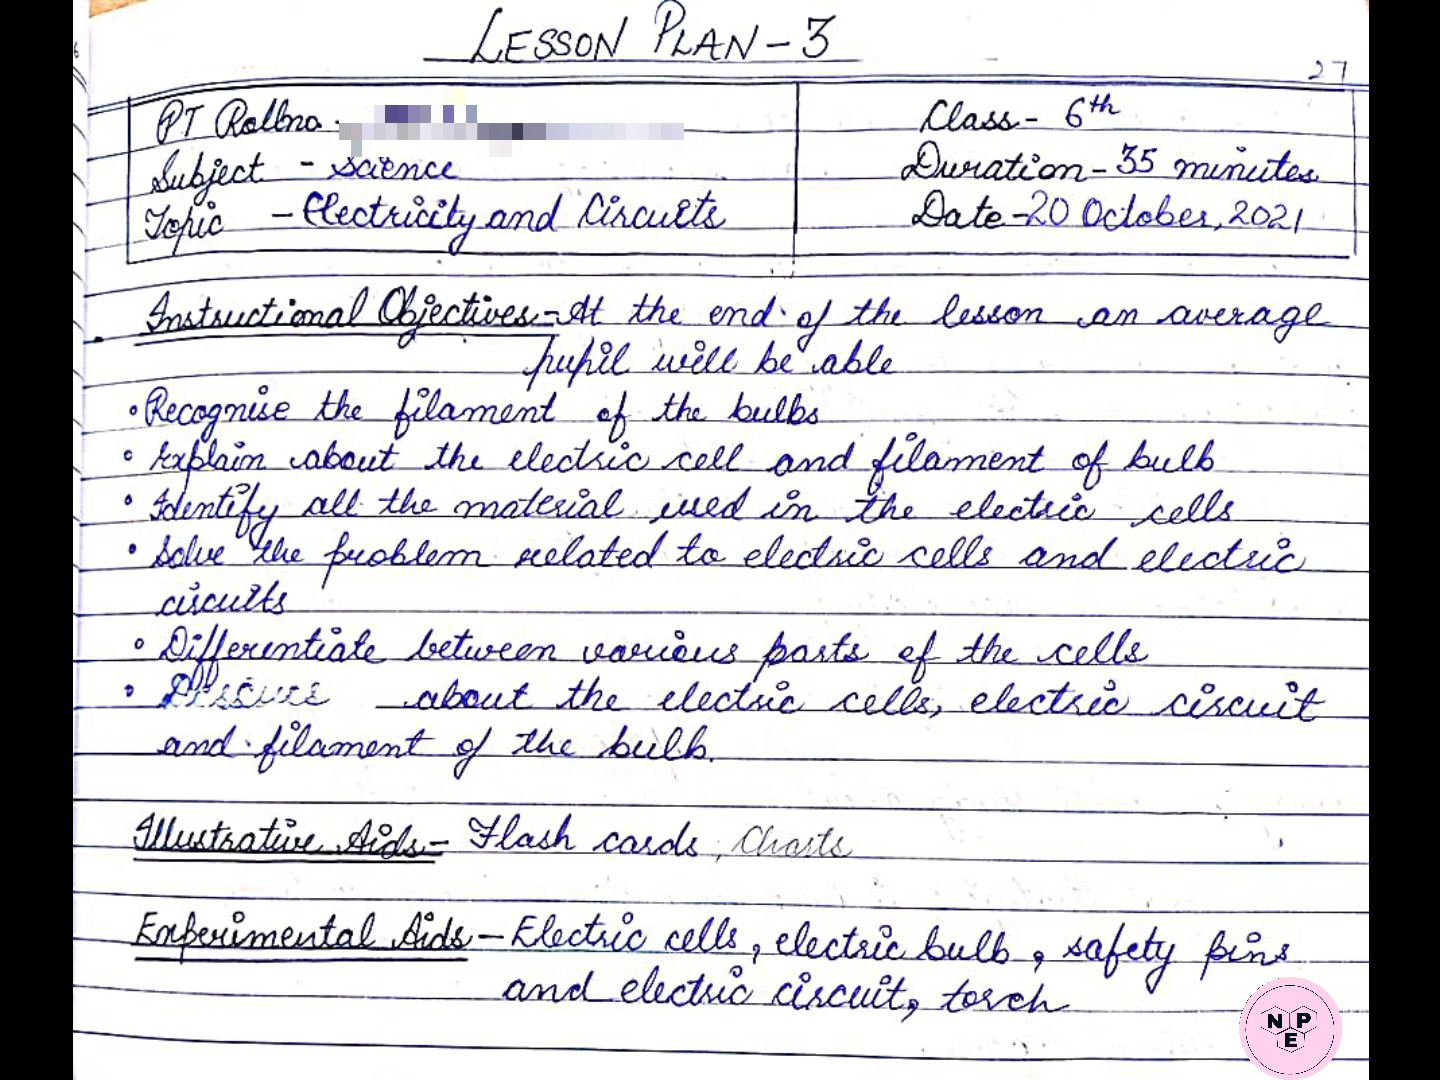 LESSON PLAN-3
27
PT Rollno.
Class- 6th
Subject - Science
Duration-35 minutes
Topic - Electricity and Circuits
Date-20 October, 2021
Instructional Objectives- At the end of the lesson an average
pupil will be able
• Recognise the filament of the bulbs
• Explain about the electric cell and filament of bulb
• Identify all the material used in the electric cells
• Solve the problem related to electric cells and electric
circuits
• Differentiate between various parts of the cells
• Discuss about the electric cells, electric circuit
and filament of the bulb.
Illustrative Aids- Flash cards, Charts
Experimental Aids- Electric cells, electric bulb, safety pins
and electric circuit, torch
NPE